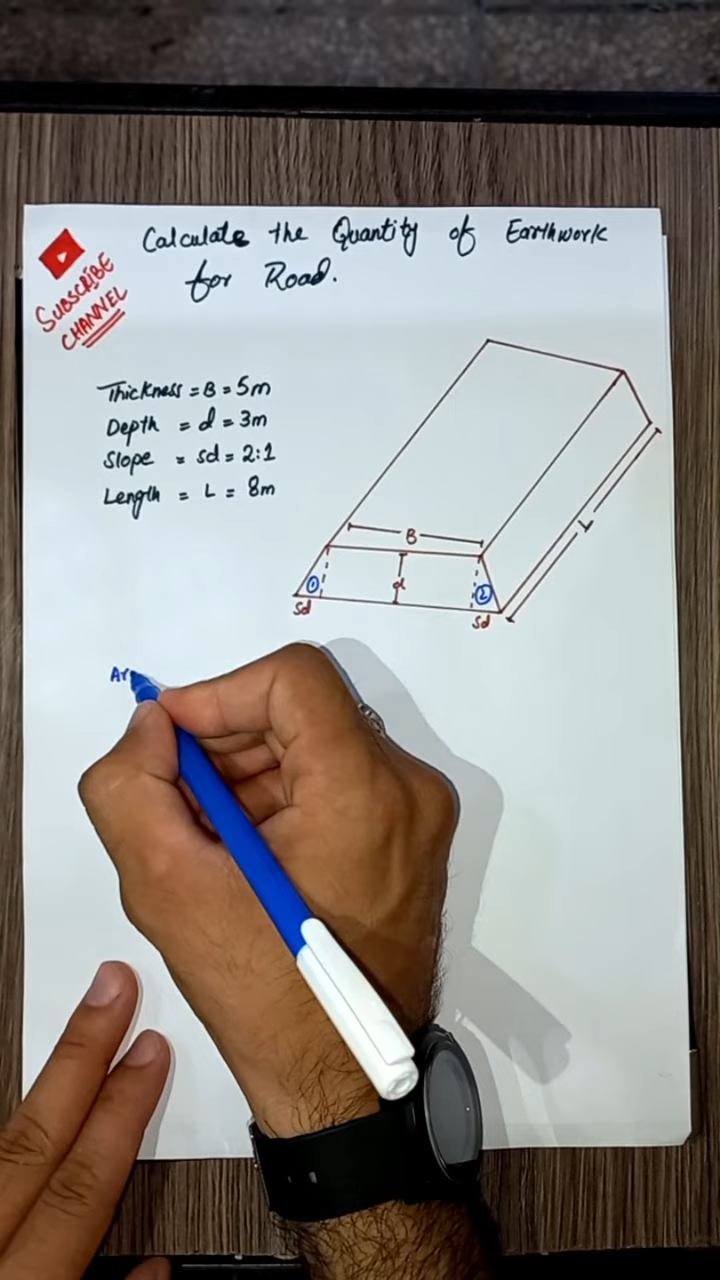 Calculate the Quantity of Earthwork
for Road.
SUBSCRIBE
CHANNEL
Thickness = B = 5m
Depth = d = 3m
Slope = sd = 2:1
Length = L = 8m
B
L
d
1
2
Sd
Sd
Ar